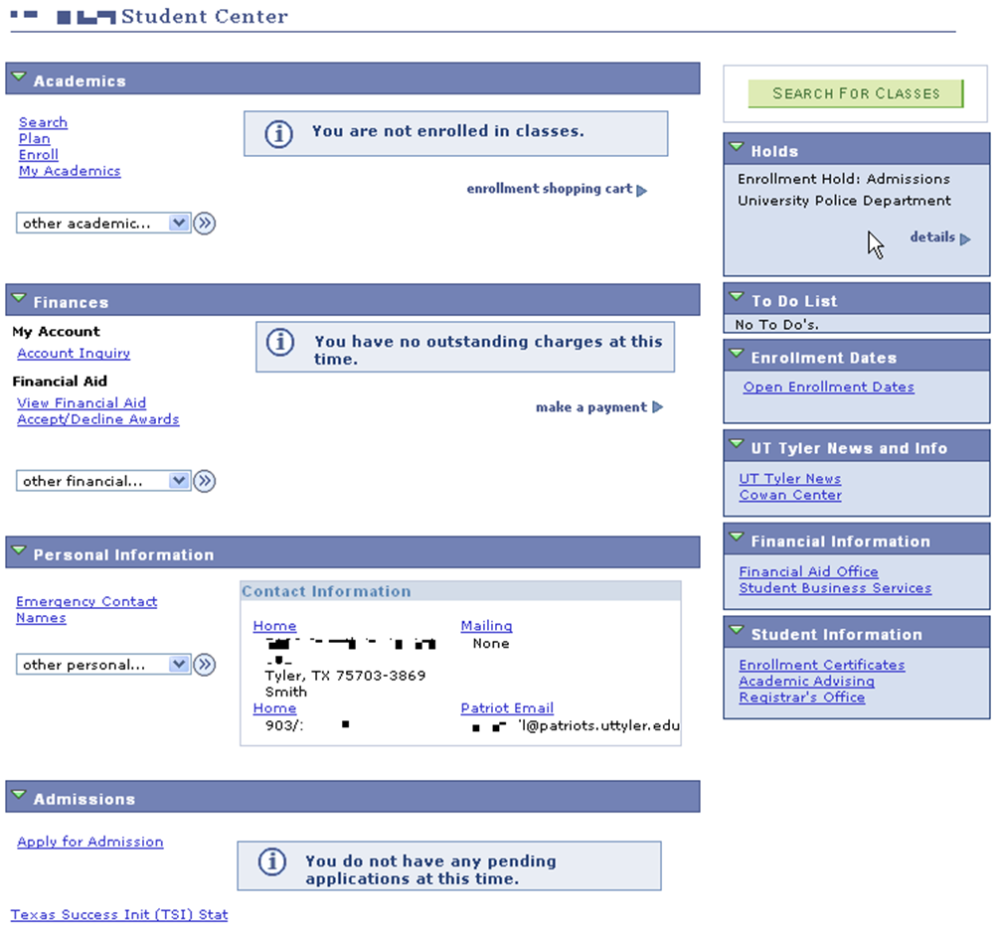 Student Center
Academics
Search
Plan
Enroll
My Academics
You are not enrolled in classes.
enrollment shopping cart
other academic...
Finances
My Account
Account Inquiry
Financial Aid
View Financial Aid
Accept/Decline Awards
You have no outstanding charges at this
time.
make a payment
other financial...
Personal Information
Emergency Contact
Names
other personal...
Contact Information
Home
Tyler, TX 75703-3869
Smith
Mailing
None
Home
903/:
Patriot Email
l@patriots.uttyler.edu
Admissions
Apply for Admission
You do not have any pending
applications at this time.
Texas Success Init (TSI) Stat
SEARCH FOR CLASSES
Holds
Enrollment Hold: Admissions
University Police Department
details
To Do List
No To Do's.
Enrollment Dates
Open Enrollment Dates
UT Tyler News and Info
UT Tyler News
Cowan Center
Financial Information
Financial Aid Office
Student Business Services
Student Information
Enrollment Certificates
Academic Advising
Registrar's Office